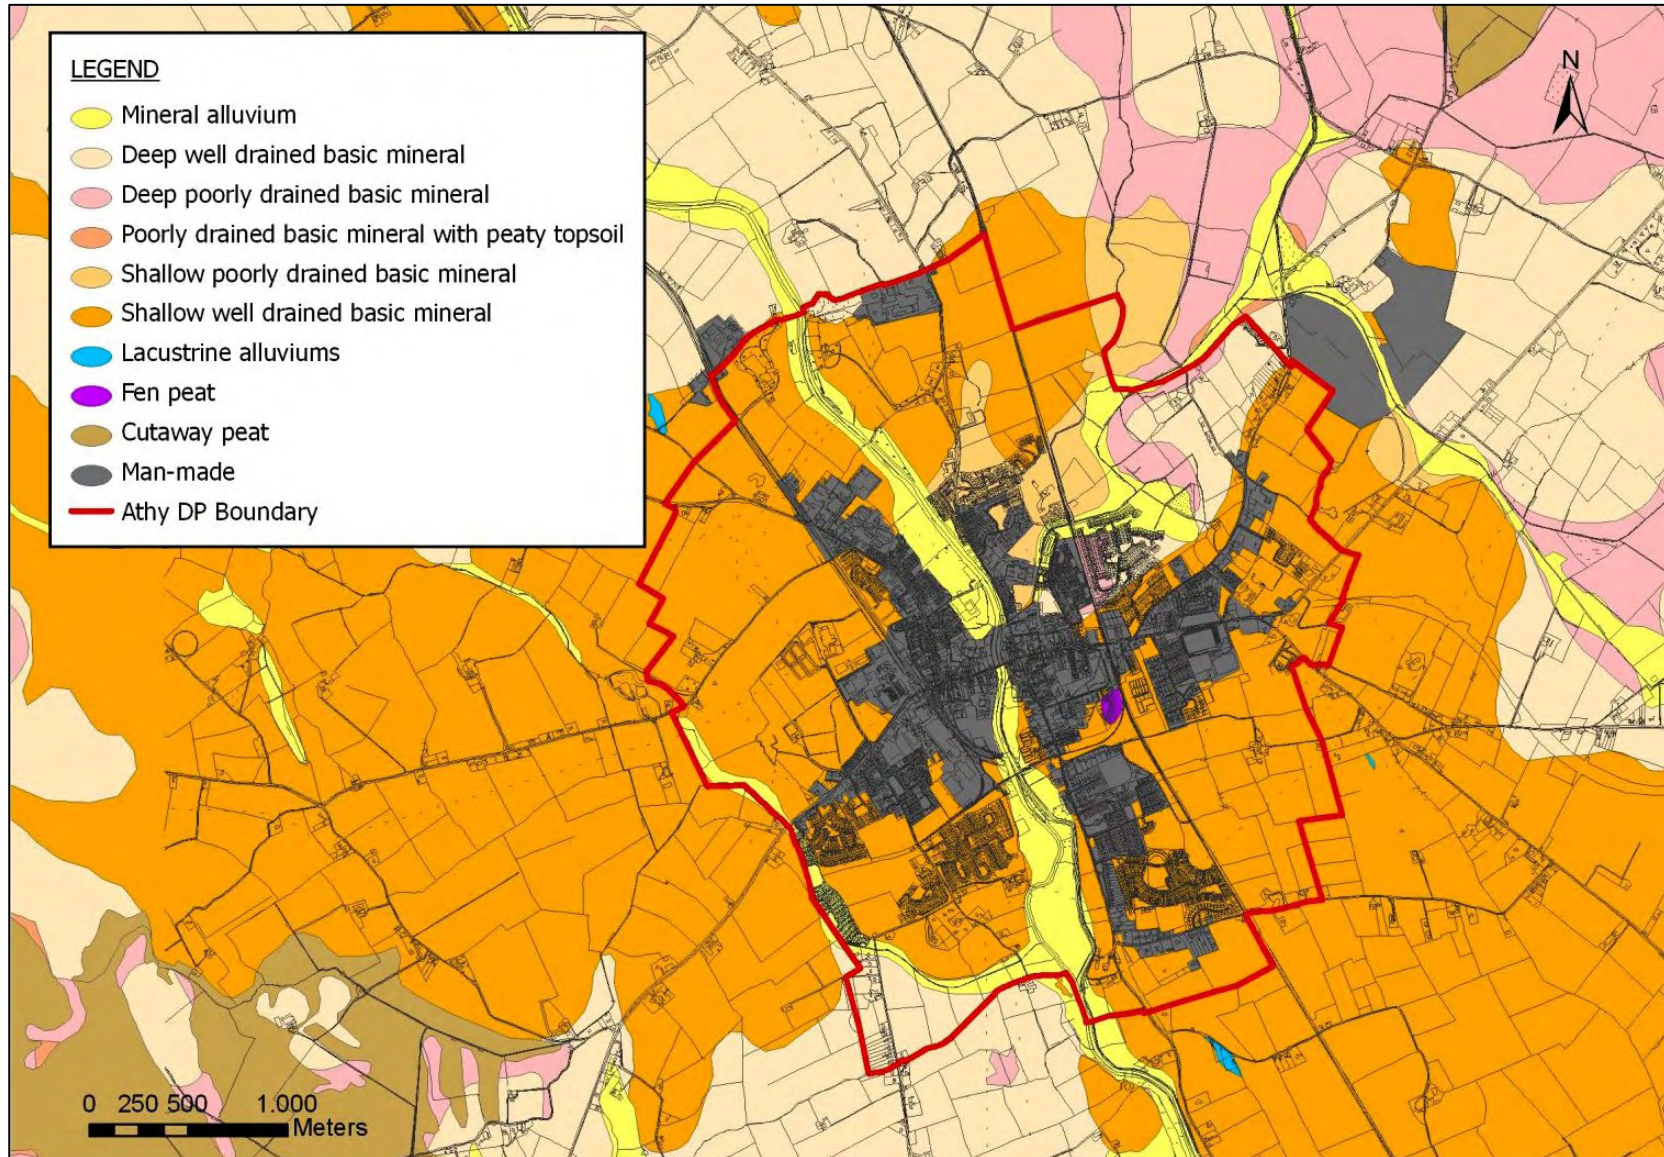 LEGEND
Mineral alluvium
Deep well drained basic mineral
Deep poorly drained basic mineral
Poorly drained basic mineral with peaty topsoil
Shallow poorly drained basic mineral
Shallow well drained basic mineral
Lacustrine alluviums
Fen peat
Cutaway peat
Man-made
Athy DP Boundary
N
0 250 500 1.000
Meters